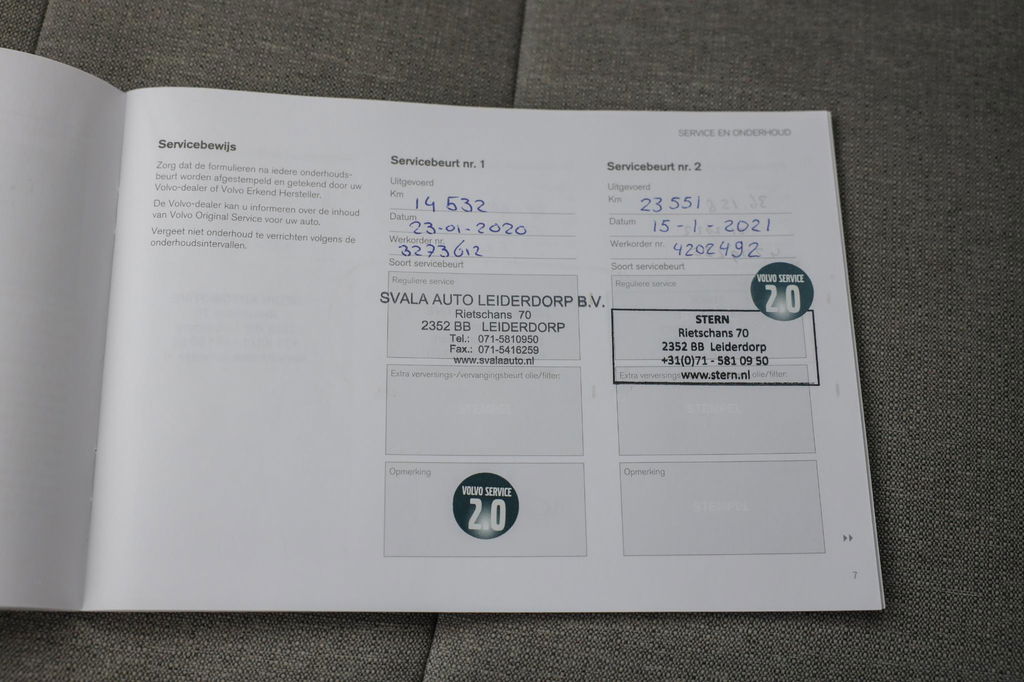 SERVICE EN ONDERHOUD
Servicebewijs
Zorg dat de formulieren na iedere onderhouds-
beurt worden afgestempeld en getekend door uw
Volvo-dealer of Volvo Erkend Hersteller.
De Volvo-dealer kan u informeren over de inhoud
van Volvo Original Service voor uw auto.
Vergeet niet onderhoud te verrichten volgens de
onderhoudsintervallen.
Servicebeurt nr. 1
Uitgevoerd
Km 14 532
Datum 23-01-2020
Werkorder nr. 3273612
Soort servicebeurt
Reguliere service
SVALA AUTO LEIDERDORP B.V.
Rietschans 70
2352 BB LEIDERDORP
Tel.: 071-5810950
Fax.: 071-5416259
www.svalaauto.nl
Extra verversings-/vervangingsbeurt olie/filter:
STEMPEL
Opmerking
VOLVO SERVICE
2.0
Servicebeurt nr. 2
Uitgevoerd
Km 23 551
Datum 15-1-2021
Werkorder nr. 4202492
Soort servicebeurt
Reguliere service
VOLVO SERVICE
2.0
STERN
Rietschans 70
2352 BB Leiderdorp
+31(0)71 - 581 09 50
www.stern.nl
Extra verversings olie/filter:
STEMPEL
Opmerking
STEMPEL
7